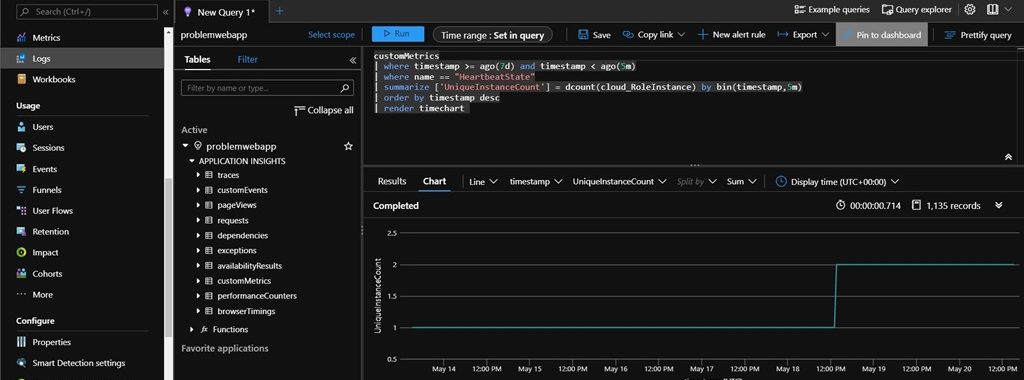 Search (Ctrl+/)
«
New Query 1*
Example queries
Query explorer
Metrics
Logs
Workbooks
Usage
Users
Sessions
Events
Funnels
User Flows
Retention
Impact
Cohorts
More
Configure
Properties
Smart Detection settings
problemwebapp
Select scope
Run
Time range : Set in query
Save
Copy link
New alert rule
Export
Pin to dashboard
Prettify query
Tables
Filter
«
Filter by name or type...
Collapse all
Active
problemwebapp
APPLICATION INSIGHTS
traces
customEvents
pageViews
requests
dependencies
exceptions
availabilityResults
customMetrics
performanceCounters
browserTimings
fx Functions
Favorite applications
customMetrics
| where timestamp >= ago(7d) and timestamp < ago(5m)
| where name == "HeartbeatState"
| summarize ['UniqueInstanceCount'] = dcount(cloud_RoleInstance) by bin(timestamp,5m)
| order by timestamp desc
| render timechart
Results
Chart
Line
timestamp
UniqueInstanceCount
Split by
Sum
Display time (UTC+00:00)
Completed
00:00:00.714
1,135 records
UniqueInstanceCount
2.5
2
1.5
1
0.5
May 14
12:00 PM
May 15
12:00 PM
May 16
12:00 PM
May 17
12:00 PM
May 18
12:00 PM
May 19
12:00 PM
May 20
12:00 PM